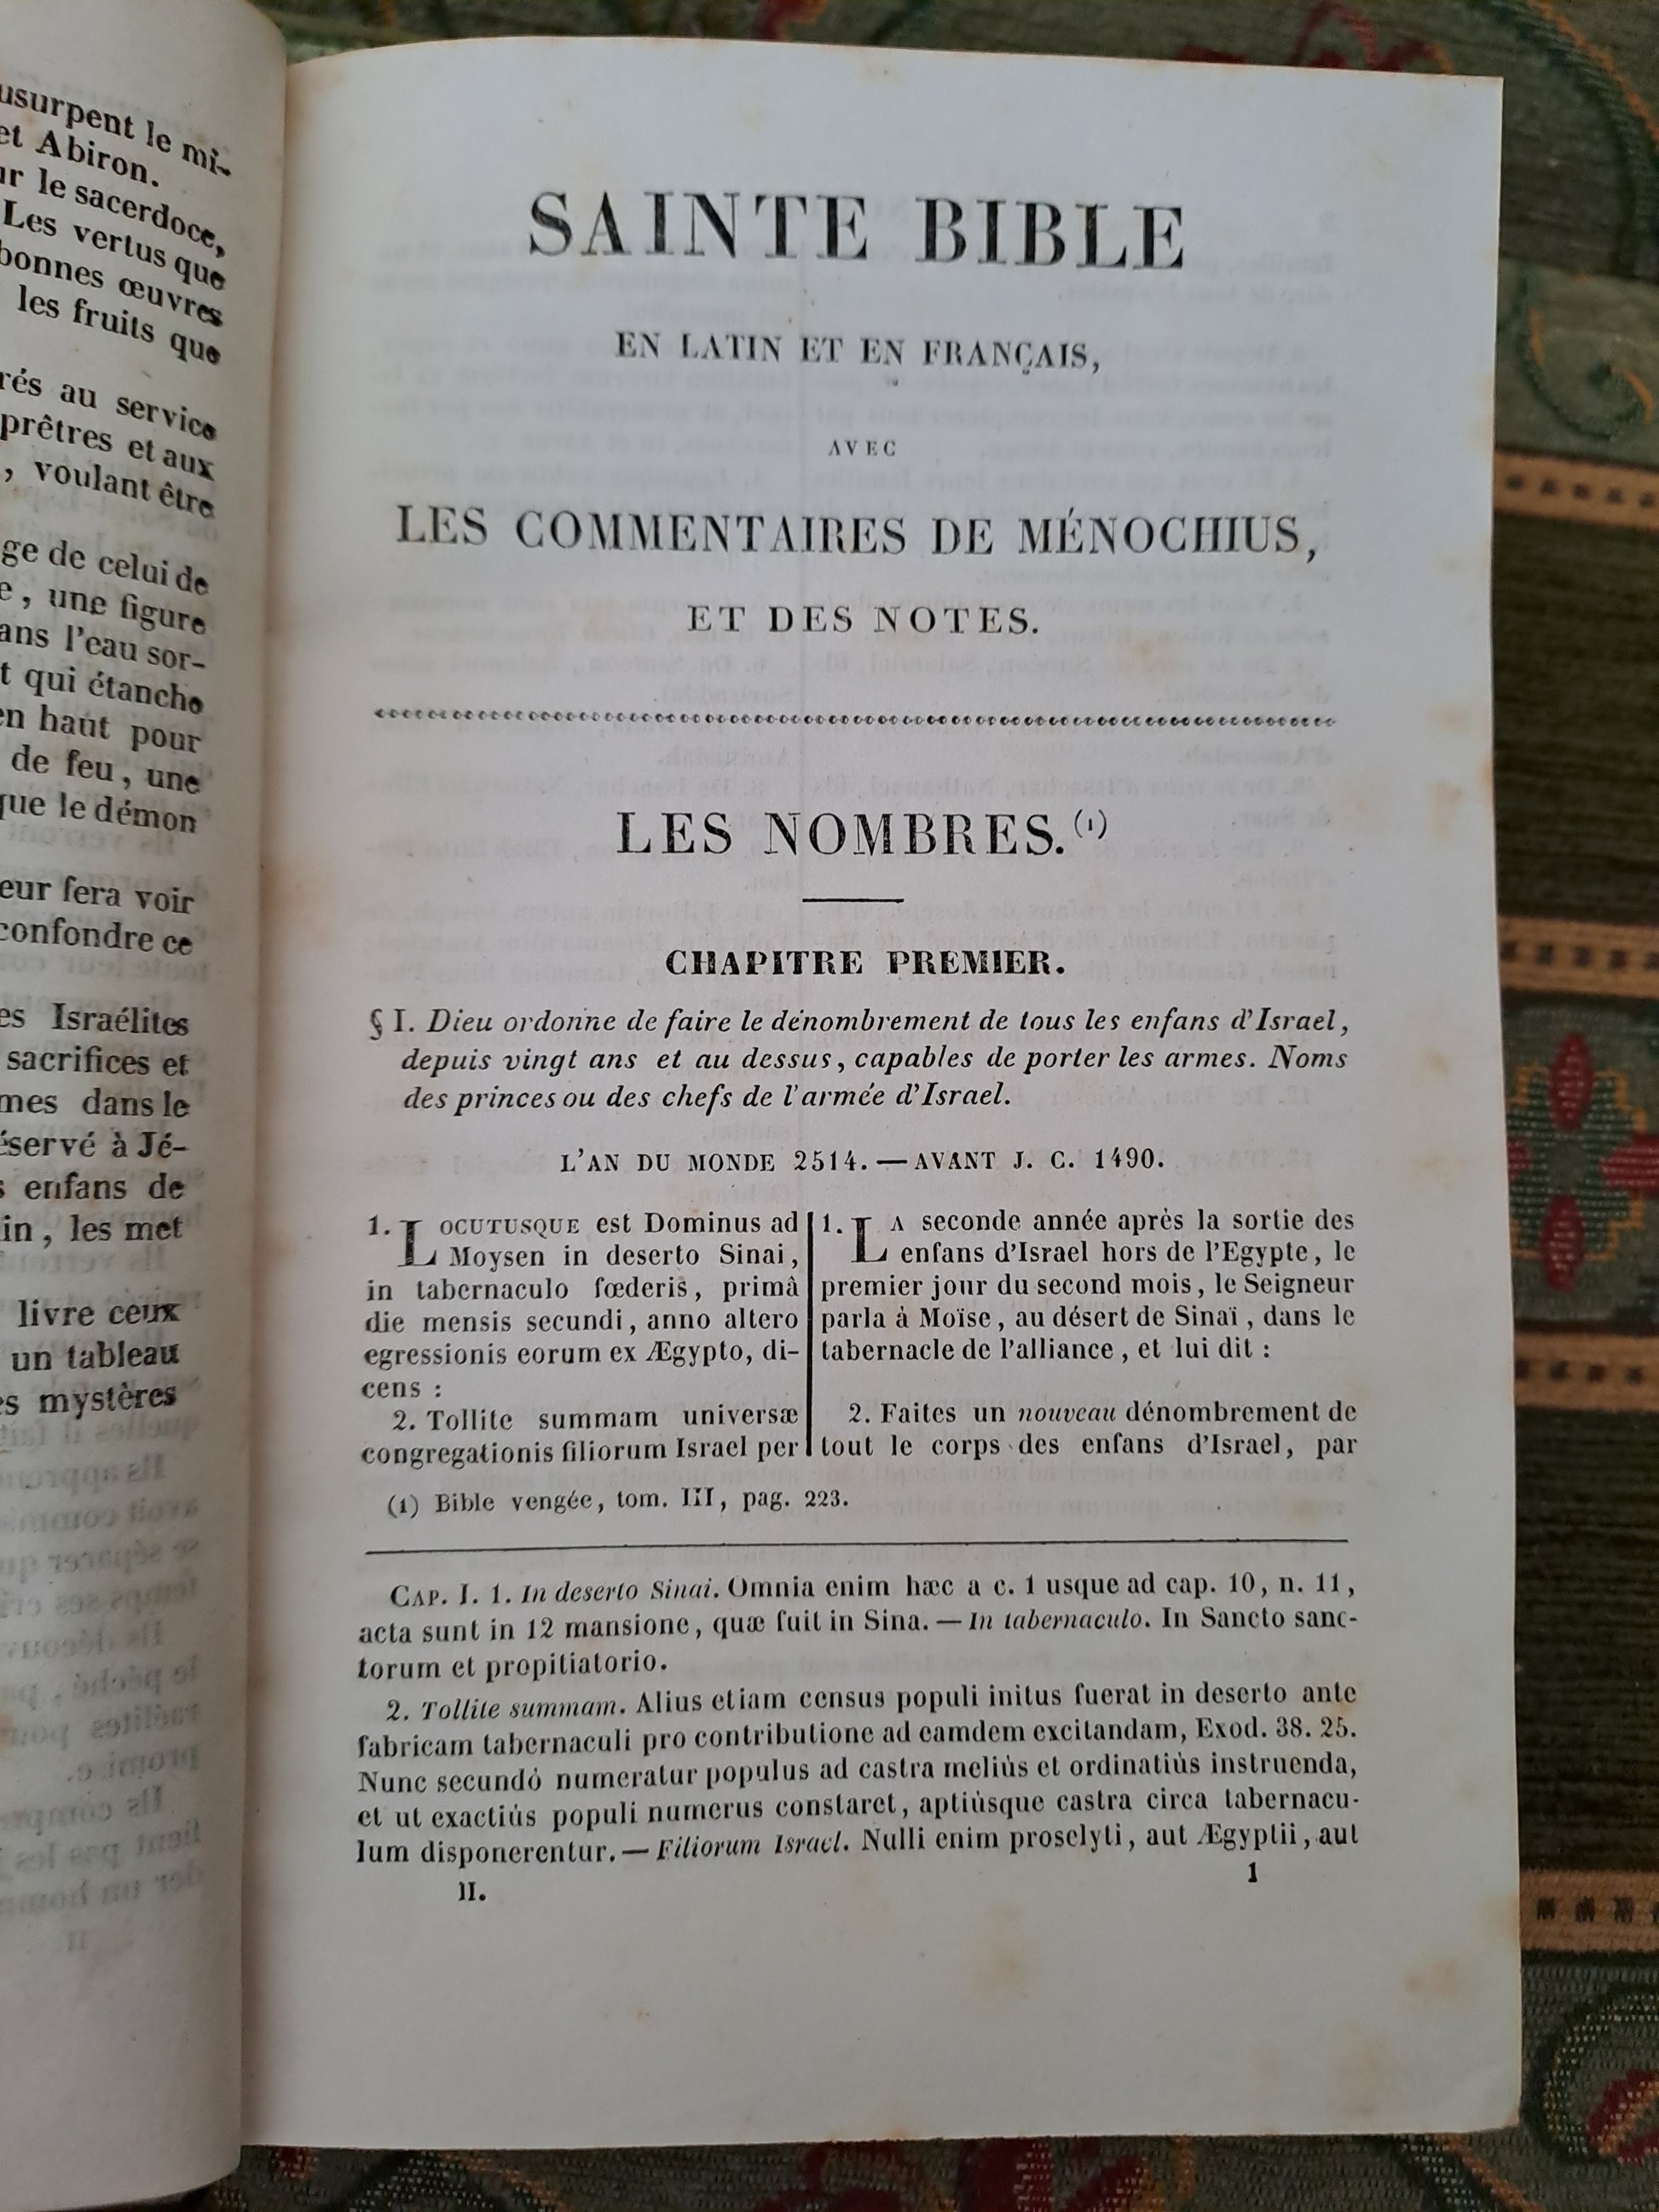 usurpent le mi-
et Abiron.
le sacerdoce,
Les vertus que
bonnes œuvres
les fruits que
au service
prêtres et aux
, voulant être
de celui de
, une figure
l'eau sor-
qui étanche
en haut pour
de feu, une
que le démon
fera voir
confondre ce
Israélites
sacrifices et
dans le
à Jé-
enfans de
, les met
livre ceux
un tableau
mystères
SAINTE BIBLE
EN LATIN ET EN FRANÇAIS,
AVEC
LES COMMENTAIRES DE MÉNOCHIUS,
ET DES NOTES.
LES NOMBRES.(1)
CHAPITRE PREMIER.
§ I. Dieu ordonne de faire le dénombrement de tous les enfans d'Israel,
depuis vingt ans et au dessus, capables de porter les armes. Noms
des princes ou des chefs de l'armée d'Israel.
L'AN DU MONDE 2514. — AVANT J. C. 1490.
1. LOCUTUSQUE est Dominus ad
Moysen in deserto Sinai,
in tabernaculo fœderis, primâ
die mensis secundi, anno altero
egressionis eorum ex Ægypto, di-
cens :
2. Tollite summam universæ
congregationis filiorum Israel per
1. LA seconde année après la sortie des
enfans d'Israel hors de l'Egypte, le
premier jour du second mois, le Seigneur
parla à Moïse, au désert de Sinaï, dans le
tabernacle de l'alliance, et lui dit :
2. Faites un nouveau dénombrement de
tout le corps des enfans d'Israel, par
(1) Bible vengée, tom. III, pag. 223.
CAP. I. 1. In deserto Sinai. Omnia enim hæc a c. 1 usque ad cap. 10, n. 11,
acta sunt in 12 mansione, quæ fuit in Sina. — In tabernaculo. In Sancto sanc-
torum et propitiatorio.
2. Tollite summam. Alius etiam census populi initus fuerat in deserto ante
fabricam tabernaculi pro contributione ad eamdem excitandam, Exod. 38. 25.
Nunc secundò numeratur populus ad castra meliùs et ordinatiùs instruenda,
et ut exactiùs populi numerus constaret, aptiùsque castra circa tabernacu-
lum disponerentur. — Filiorum Israel. Nulli enim proselyti, aut Ægyptii, aut
II. 1